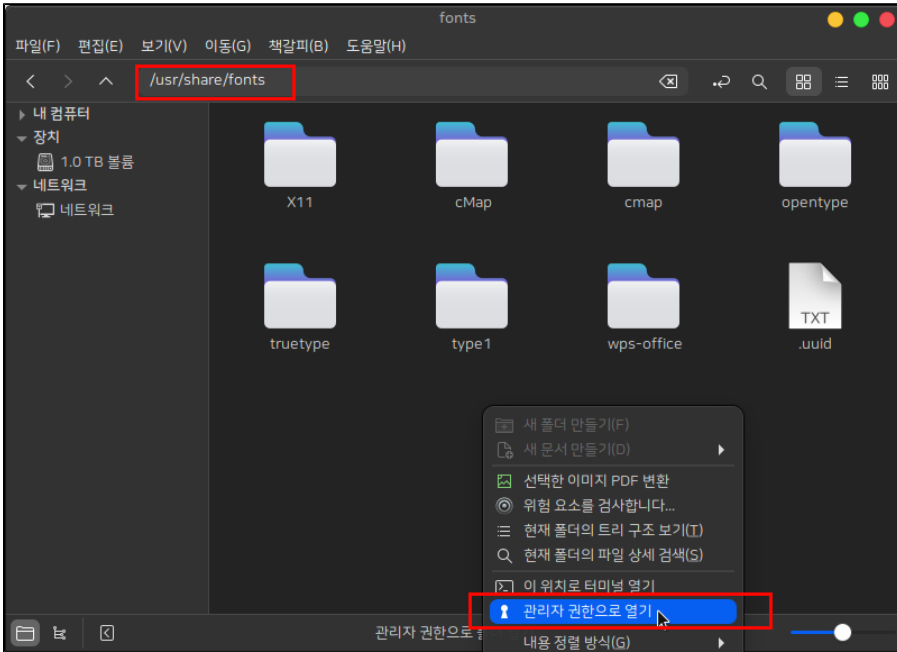 fonts
파일(F) 편집(E) 보기(V) 이동(G) 책갈피(B) 도움말(H)
/usr/share/fonts
내 컴퓨터
장치
1.0 TB 볼륨
네트워크
네트워크
X11 cMap cmap opentype
truetype type1 wps-office .uuid
TXT
새 폴더 만들기(F)
새 문서 만들기(D)
선택한 이미지 PDF 변환
위험 요소를 검사합니다...
현재 폴더의 트리 구조 보기(T)
현재 폴더의 파일 상세 검색(S)
이 위치로 터미널 열기
관리자 권한으로 열기
관리자 권한으로
내용 정렬 방식(G)